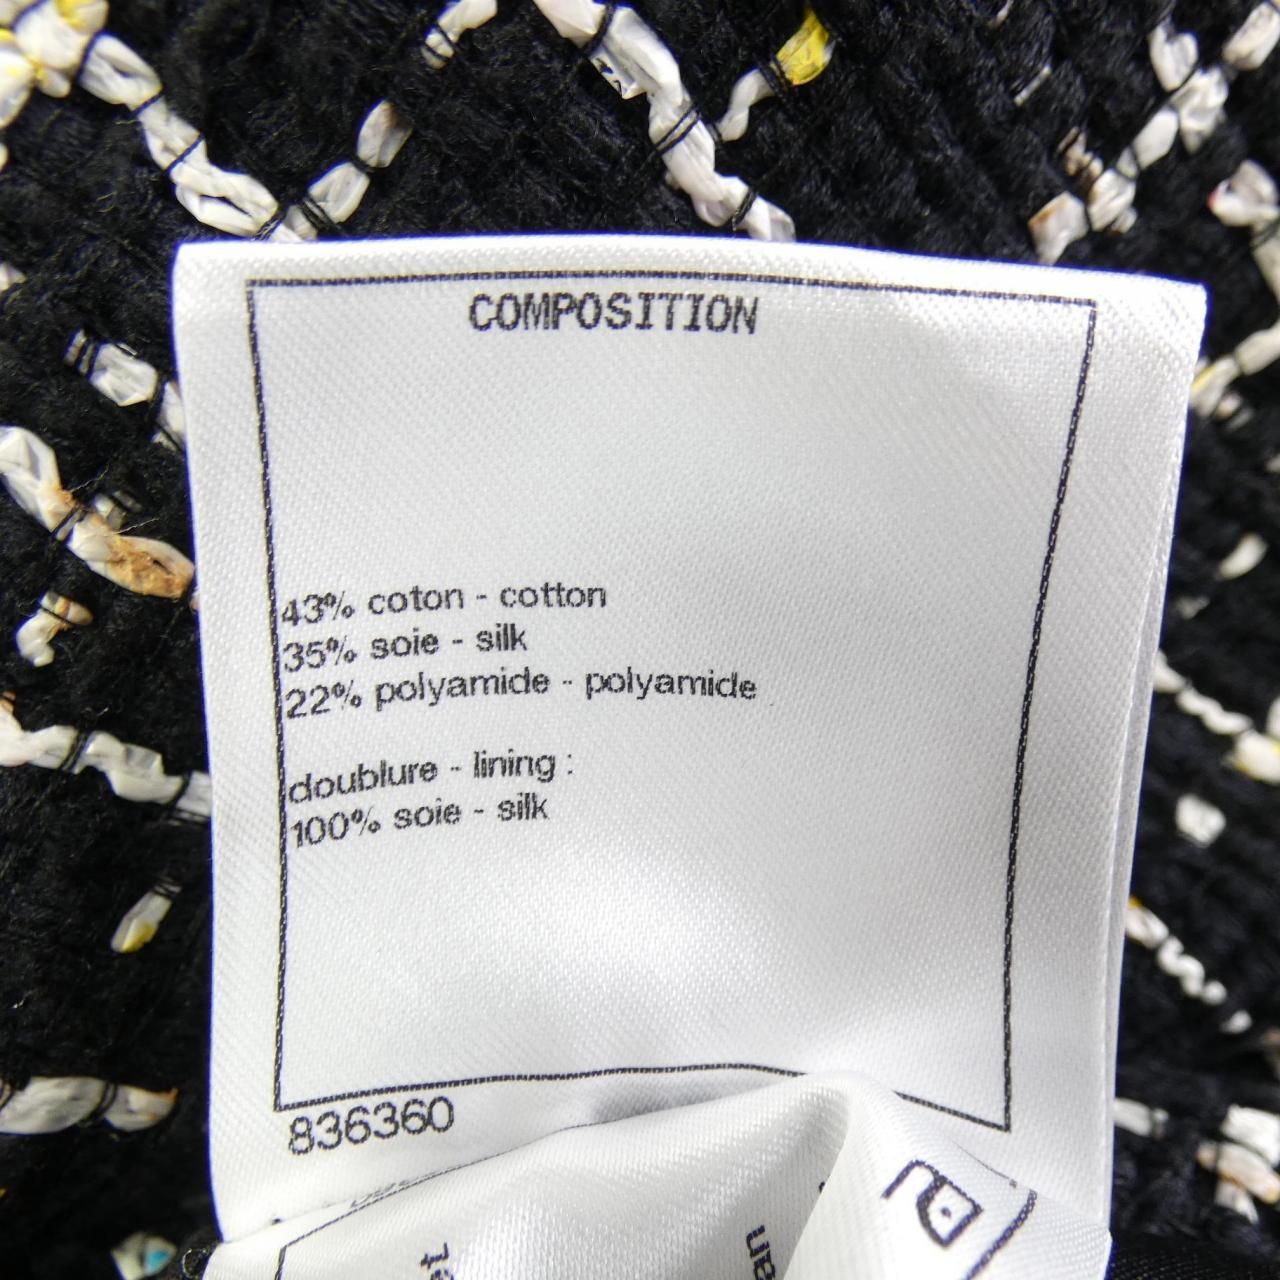 COMPOSITION
43% coton - cotton
35% soie - silk
22% polyamide - polyamide
doublure - lining :
100% soie - silk
836360